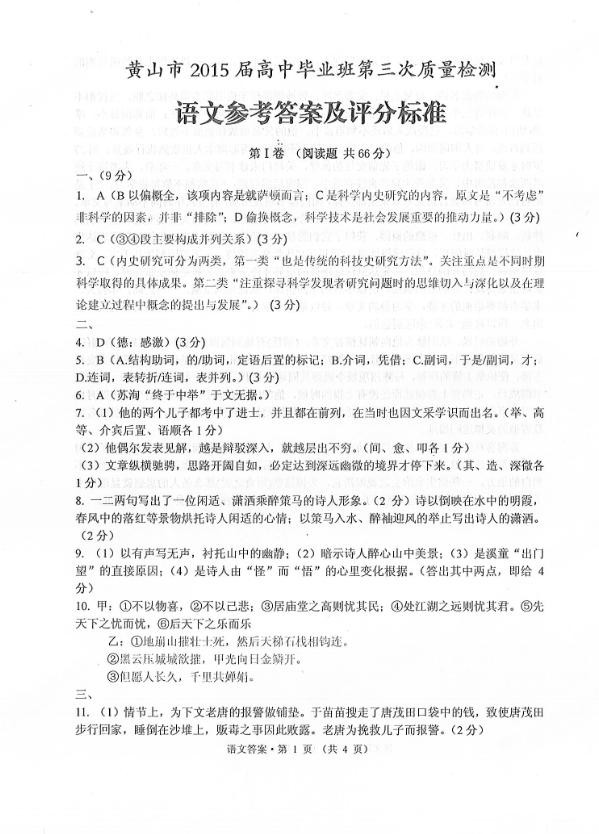 黄山市 2015 届高中毕业班第三次质量检测
语文参考答案及评分标准
第Ⅰ卷 （阅读题 共 66 分）
一、（9 分）
1. A（B 以偏概全，该项内容是就萨顿而言；C 是科学内史研究的内容，原文是“不考虑”
非科学的因素，并非“排除”；D 偷换概念，科学技术是社会发展重要的推动力量。）(3 分)
2. C（③④段主要构成并列关系）(3 分)
3. C（内史研究可分为两类，第一类“也是传统的科技史研究方法”。关注重点是不同时期
科学取得的具体成果。第二类“注重探寻科学发现者研究问题时的思维切入与深化以及在理
论建立过程中概念的提出与发展”。）(3 分)
二、
4. D（德；感激）(3 分)
5. B（A.结构助词，的/助词，定语后置的标记；B.介词，凭借；C.副词，于是/副词，才；
D.连词，表转折/连词，表并列。）(3 分)
6. A（苏洵“终于中举”于文无据。）
7. （1）他的两个儿子都考中了进士，并且都在前列，在当时也因文采学识而出名。（举、高
等、介宾后置、语顺各 1 分）
（2）他偶尔发表见解，越是辩驳深入，就越层出不穷。（间、愈、叩各 1 分）
（3）文章纵横驰骋，思路开阔自如，必定达到深远幽微的境界才停下来。（其、造、深微各
1 分）
8. 一二两句写出了一位闲适、潇洒乘醉策马的诗人形象。（2 分）诗以倒映在水中的明霞，
春风中的落红等景物烘托诗人闲适的心情；以策马入水、醉袖迎风的举止写出诗人的潇洒。
（2 分）
9. （1）以有声写无声，衬托山中的幽静；（2）暗示诗人醉心山中美景；（3）是溪童“出门
望”的直接原因；（4）是诗人由“怪”而“悟”的心里变化根据。（答出其中两点，即给 4
分）
10. 甲：①不以物喜，②不以己悲；③居庙堂之高则忧其民；④处江湖之远则忧其君。⑤先
天下之忧而忧，⑥后天下之乐而乐
乙：①地崩山摧壮士死，然后天梯石栈相钩连。
②黑云压城城欲摧，甲光向日金鳞开。
③但愿人长久，千里共婵娟。
三、
11. （1）情节上，为下文老唐的报警做铺垫。于苗苗搜走了唐茂田口袋中的钱，致使唐茂田
步行回家，睡倒在沙堆上，贩毒之事因此败露。老唐为挽救儿子而报警。（2 分）
语文答案·第 1 页 （共 4 页）